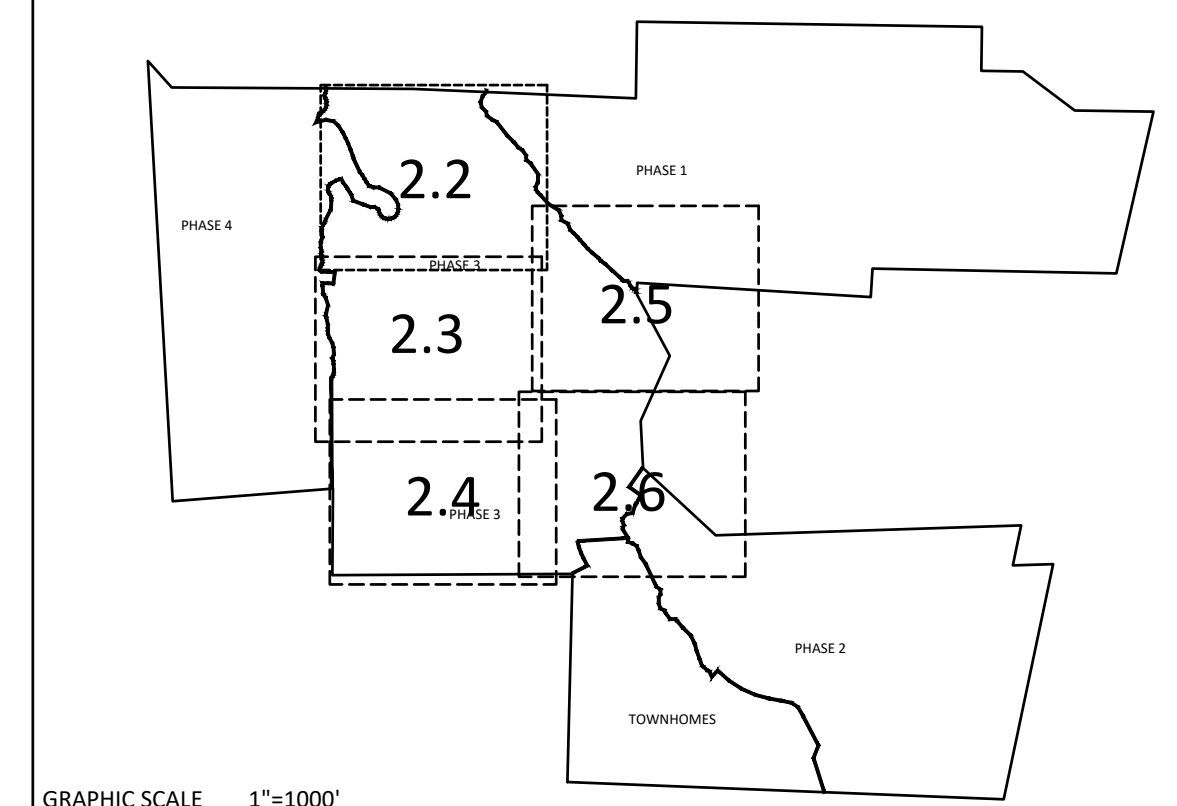 PHASE 1
2.2
PHASE 4
PHASE 3
2.5
2.3
2.6
2.4
PHASE 3
PHASE 2
TOWNHOMES
GRAPHIC SCALE 1"=1000'